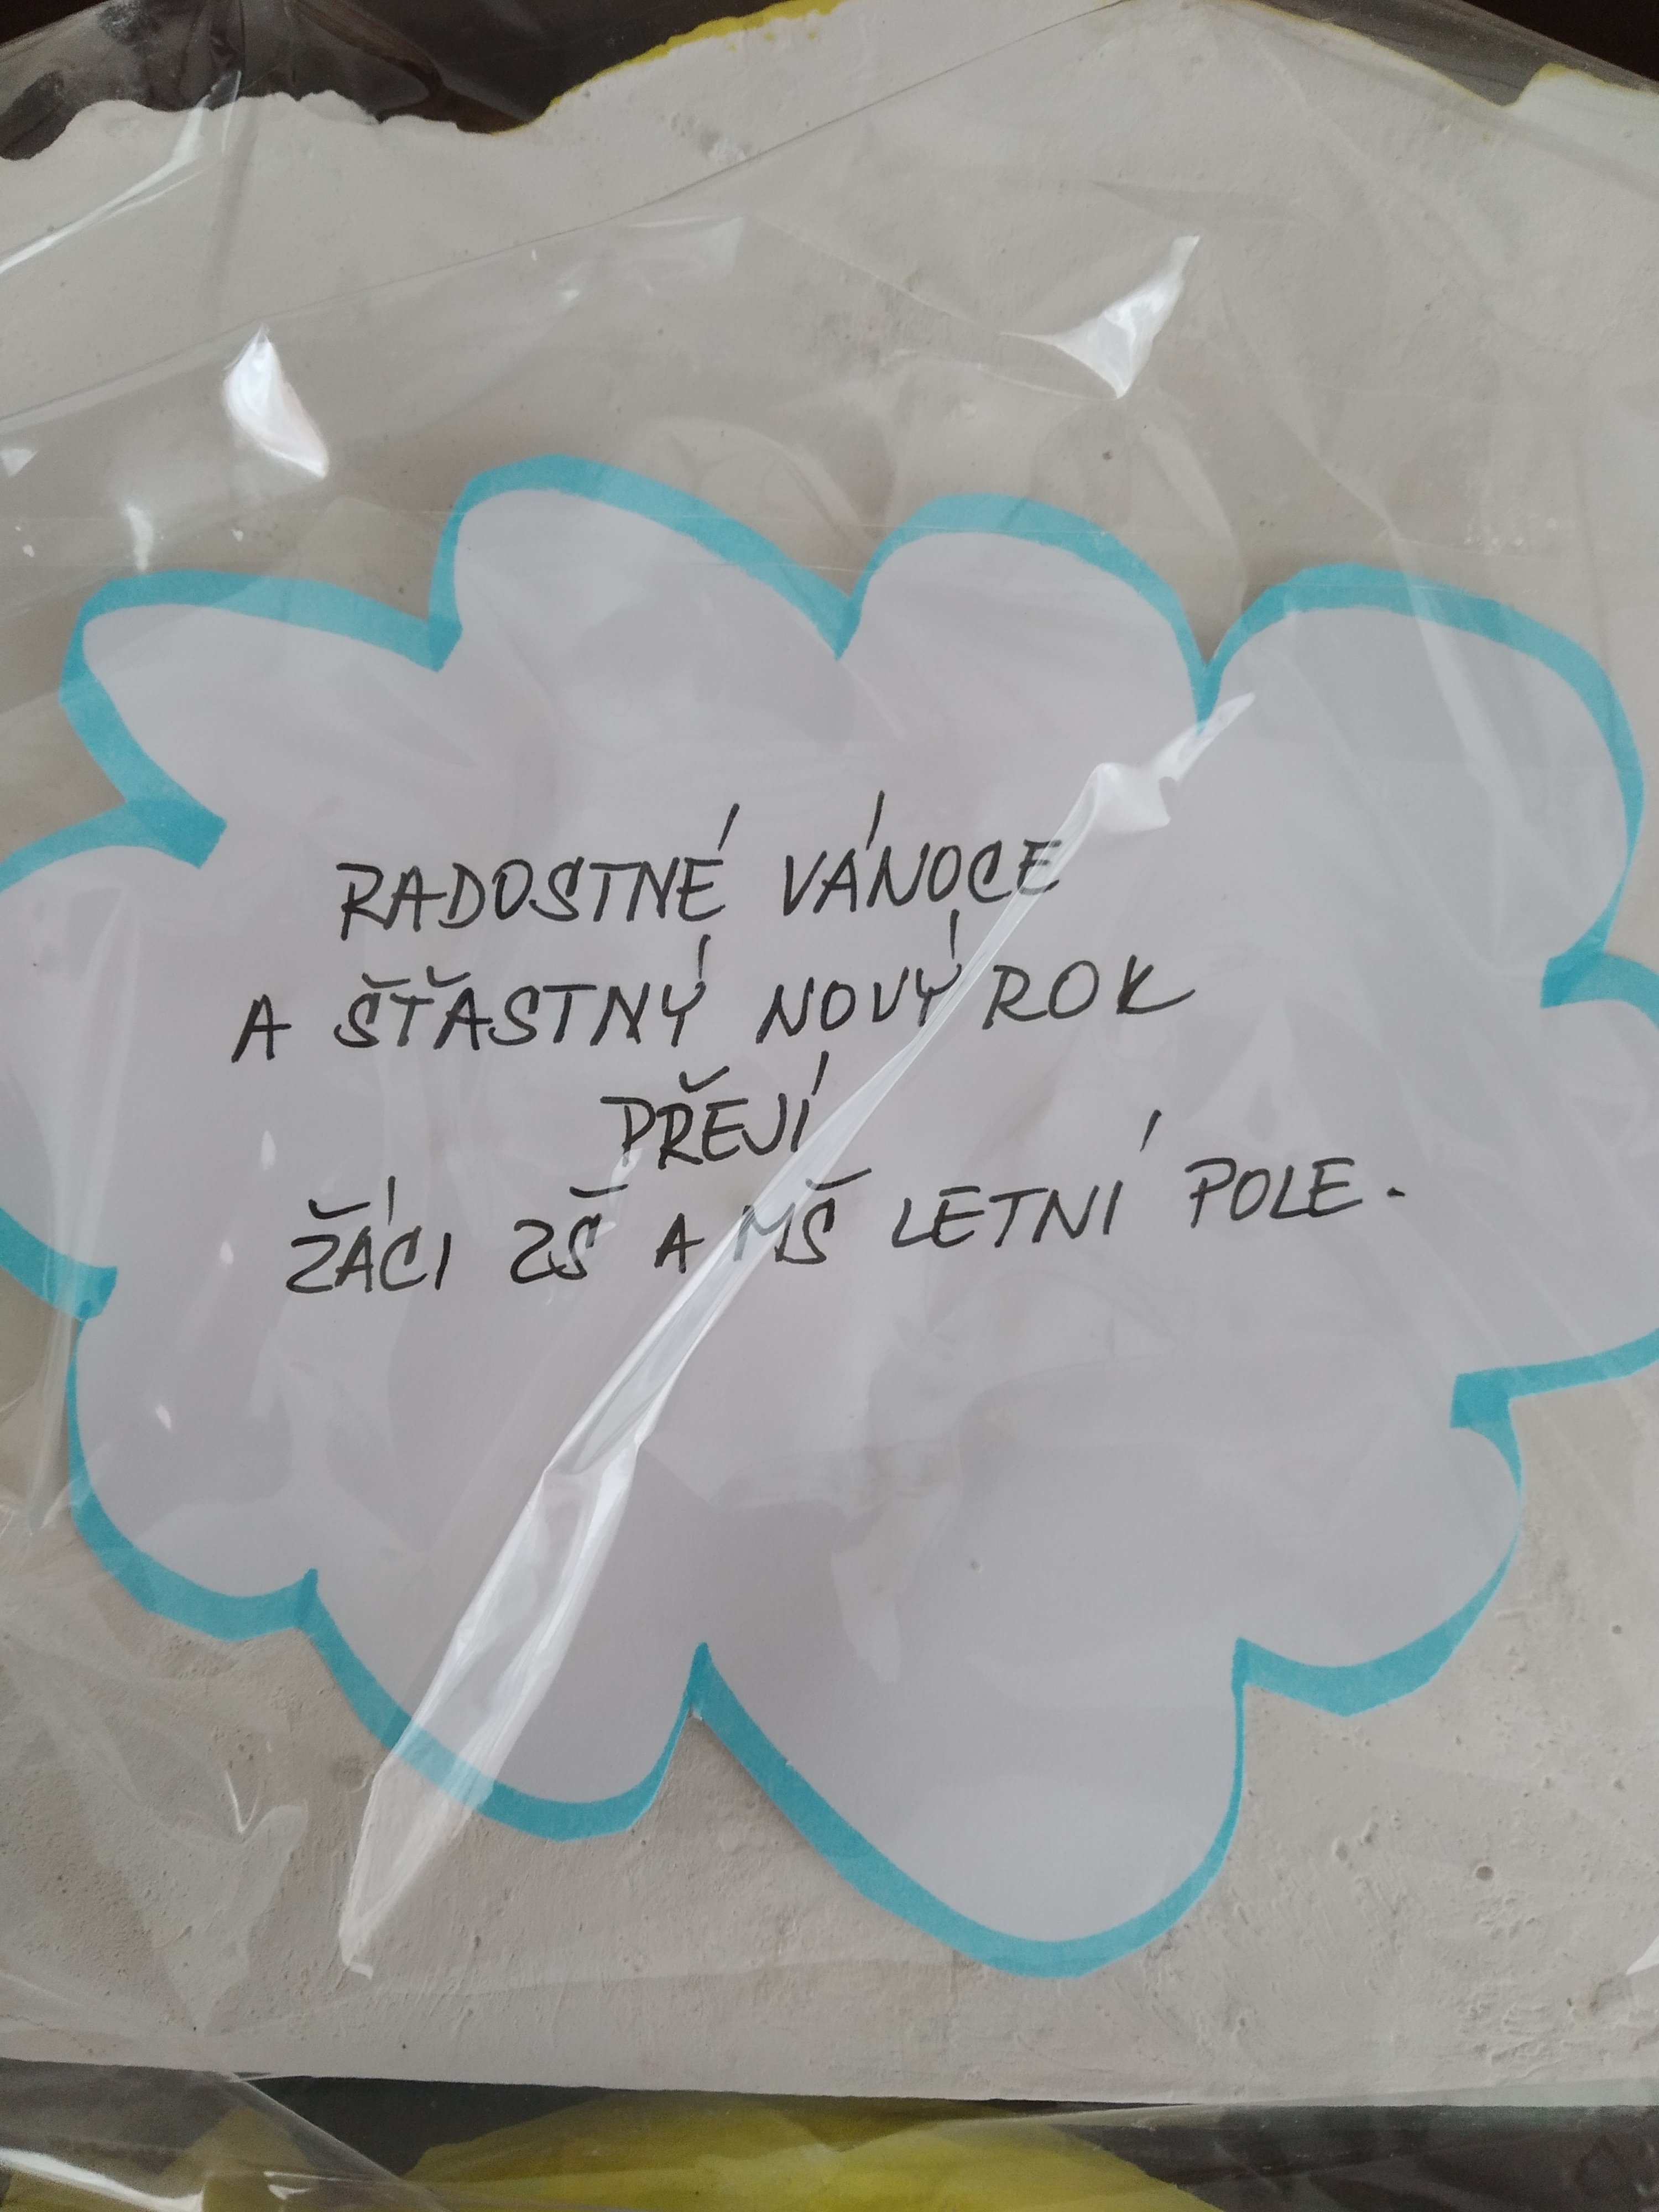 RADOSTNÉ VÁNOCE
A ŠŤASTNÝ NOVÝ ROK
PŘEJÍ
ŽÁCI ZŠ A MŠ LETNÍ POLE.